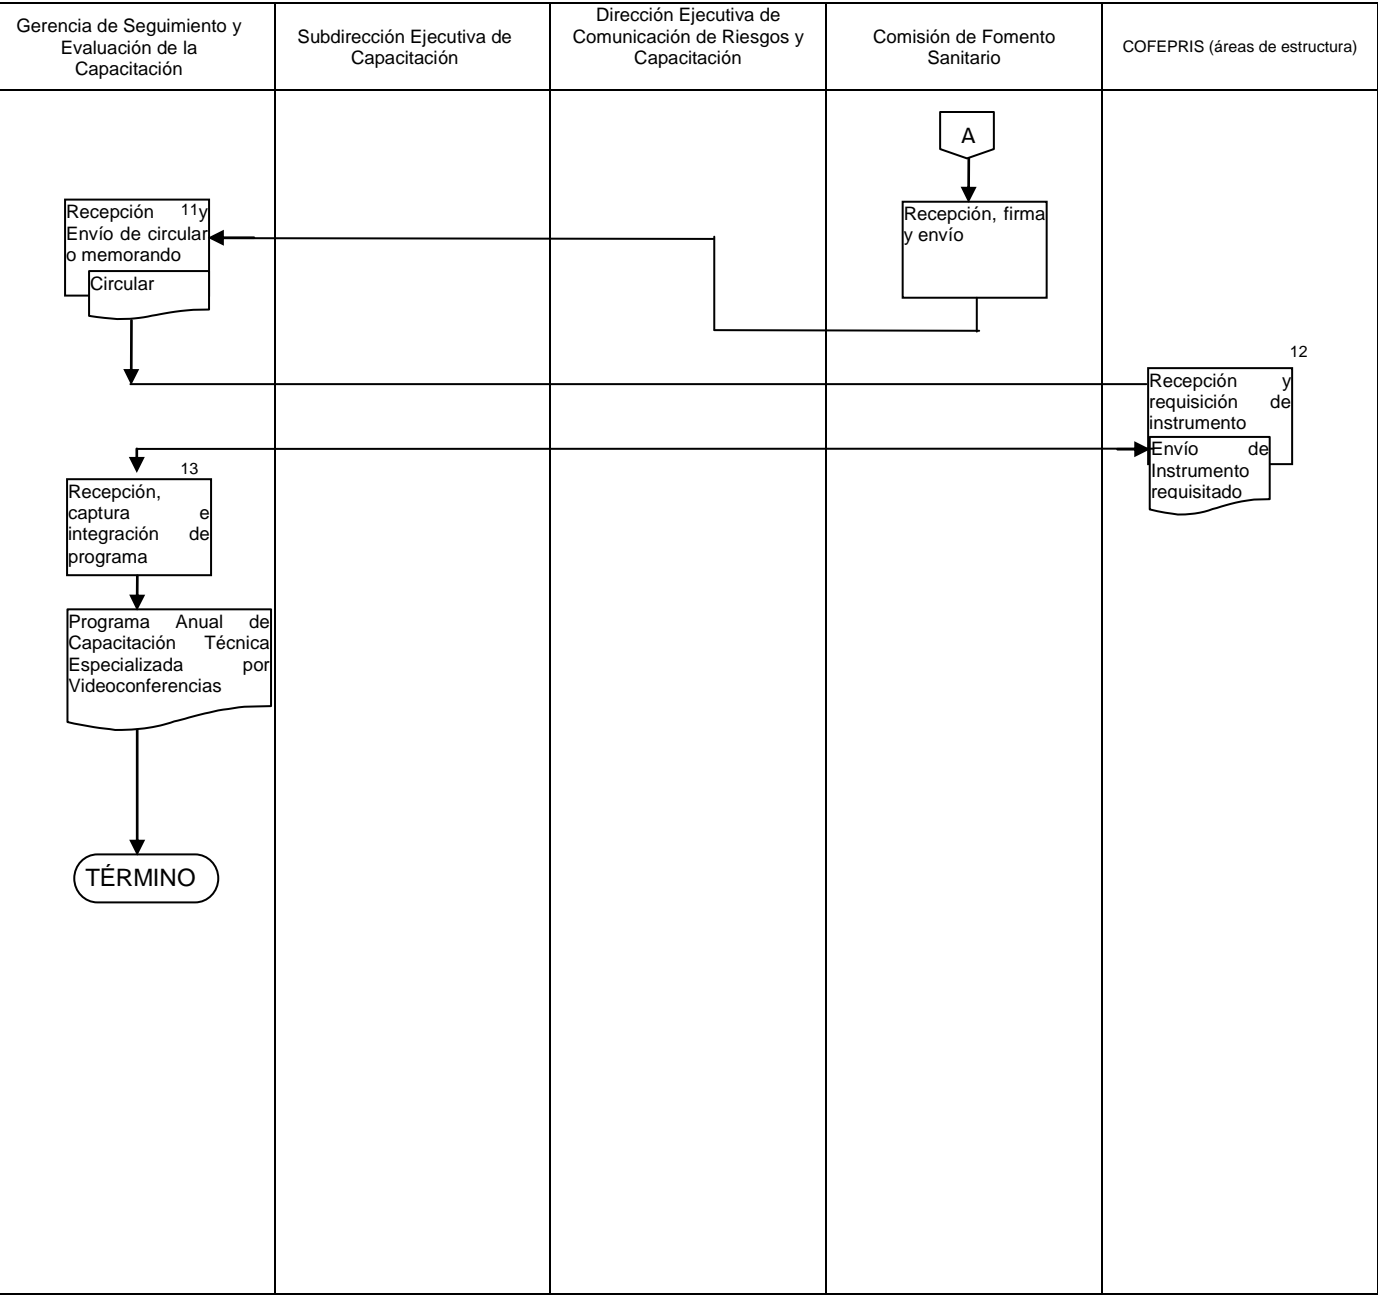 Gerencia de Seguimiento y
Evaluación de la
Capacitación
Subdirección Ejecutiva de
Capacitación
Dirección Ejecutiva de
Comunicación de Riesgos y
Capacitación
Comisión de Fomento
Sanitario
COFEPRIS (áreas de estructura)
A
Recepción, firma
y envío
Recepción 11y
Envío de circular
o memorando
Circular
12
Recepción y
requisición de
instrumento
Envío de
Instrumento
requisitado
13
Recepción,
captura e
integración de
programa
Programa Anual de
Capacitación Técnica
Especializada por
Videoconferencias
TÉRMINO